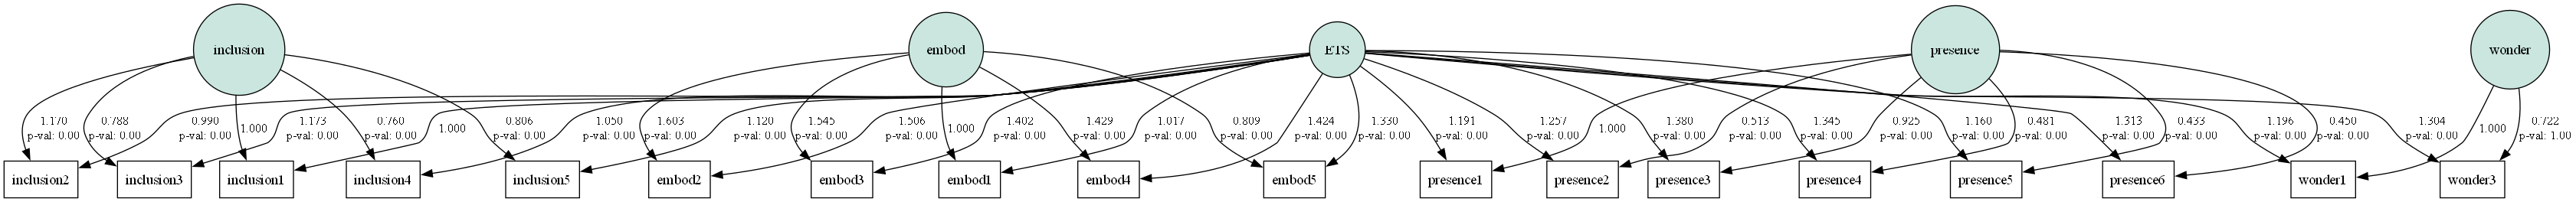 inclusion
embod
ETS
presence
wonder
1.170
p-val: 0.00
0.788
p-val: 0.00
0.990
p-val: 0.00
1.173
p-val: 0.00
1.000
0.760
p-val: 0.00
1.000
0.806
p-val: 0.00
1.050
p-val: 0.00
1.603
p-val: 0.00
1.120
p-val: 0.00
1.545
p-val: 0.00
1.506
p-val: 0.00
1.000
1.402
p-val: 0.00
1.429
p-val: 0.00
1.017
p-val: 0.00
0.809
p-val: 0.00
1.424
p-val: 0.00
1.330
p-val: 0.00
1.191
p-val: 0.00
1.257
p-val: 0.00
1.000
1.380
p-val: 0.00
0.513
p-val: 0.00
1.345
p-val: 0.00
0.925
p-val: 0.00
1.160
p-val: 0.00
0.481
p-val: 0.00
1.313
p-val: 0.00
0.433
p-val: 0.00
0.450
p-val: 0.00
1.196
p-val: 0.00
1.304
p-val: 0.00
1.000
0.722
p-val: 1.00
inclusion2
inclusion3
inclusion1
inclusion4
inclusion5
embod2
embod3
embod1
embod4
embod5
presence1
presence2
presence3
presence4
presence5
presence6
wonder1
wonder3